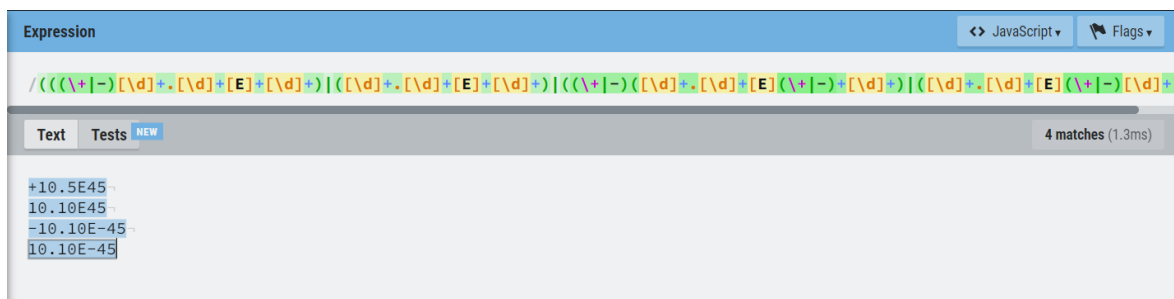 Expression
<> JavaScript ▾ Flags ▾
/(((\+|-)[\d]+.[\d]+[E]+[\d]+)|([\d]+.[\d]+[E]+[\d]+)|((\+|-)([\d]+.[\d]+[E](\+|-)+[\d]+)|([\d]+.[\d]+[E](\+|-)[\d]+
Text Tests NEW 4 matches (1.3ms)
+10.5E45¬
10.10E45¬
-10.10E-45¬
10.10E-45